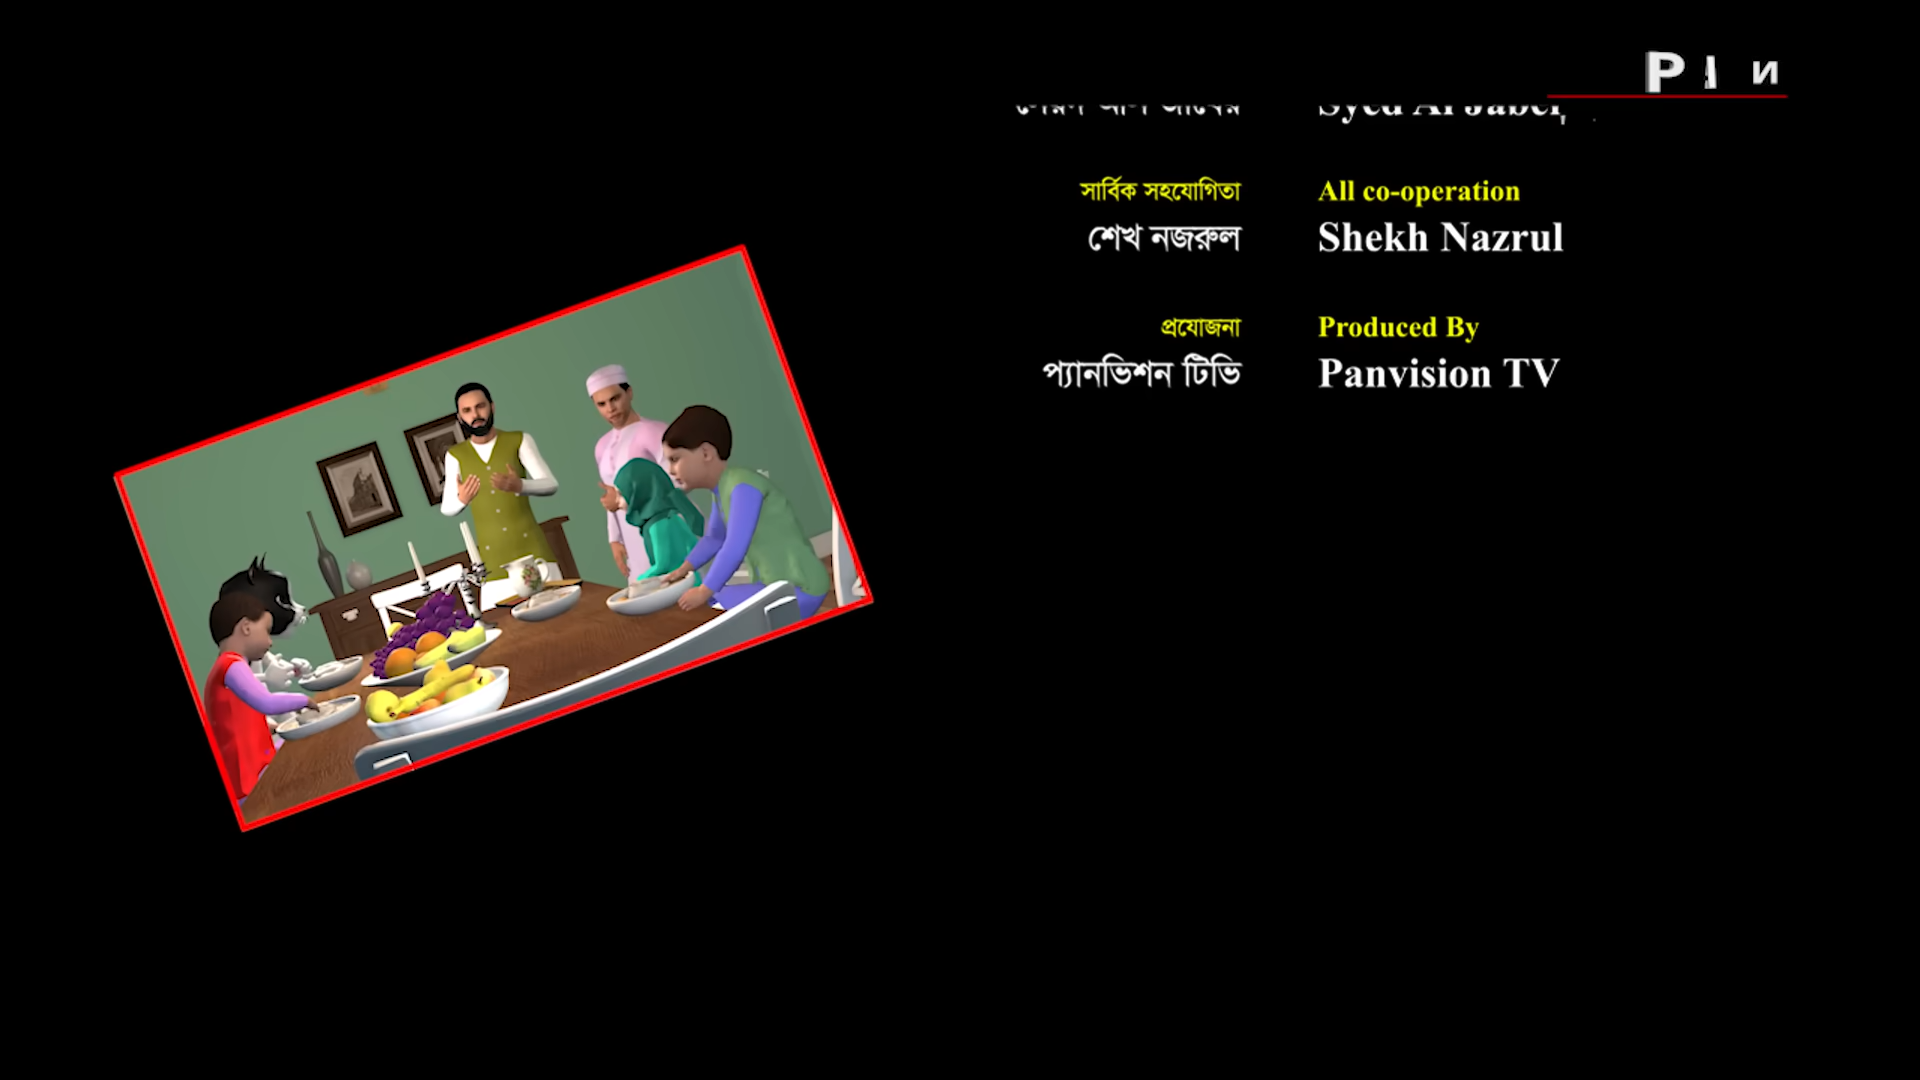 সার্বিক সহযোগিতা All co-operation
শেখ নজরুল Shekh Nazrul
প্রযোজনা Produced By
প্যানভিশন টিভি Panvision TV